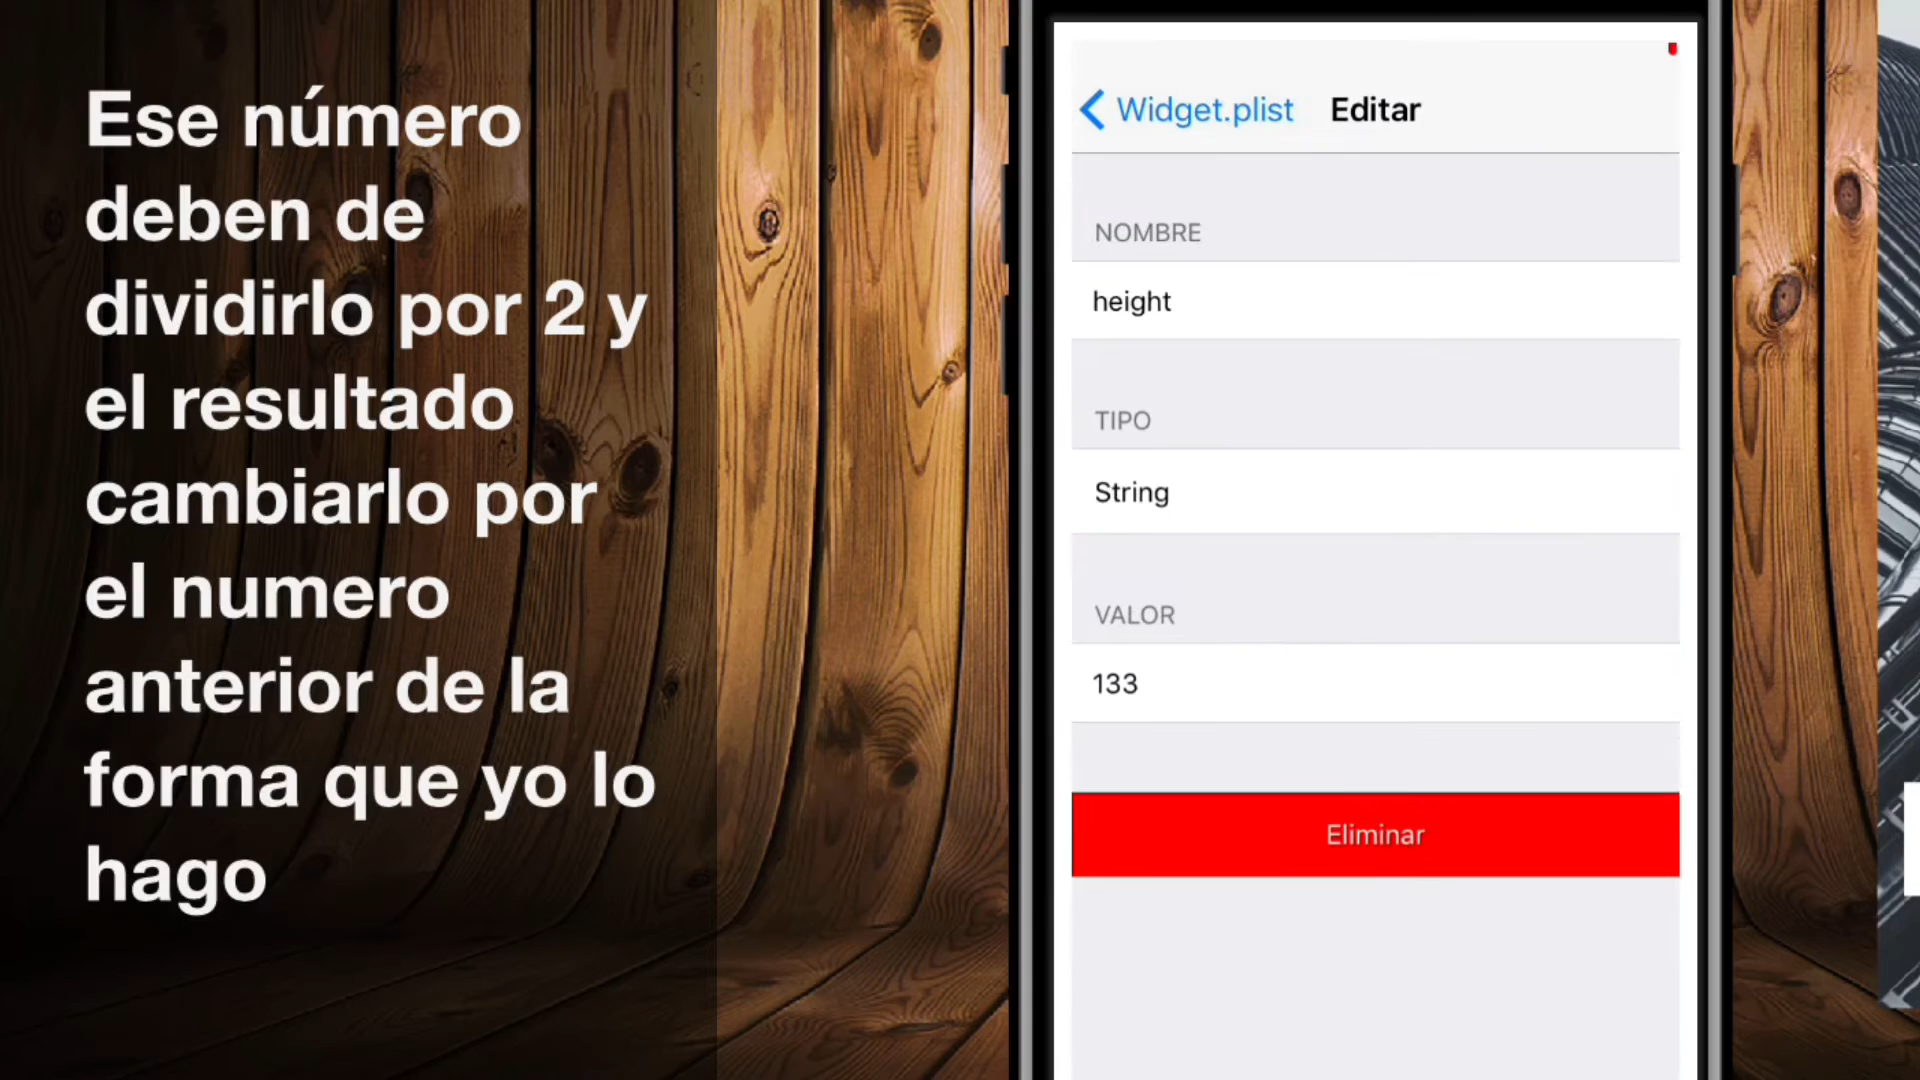 Ese número
deben de
dividirlo por 2 y
el resultado
cambiarlo por
el numero
anterior de la
forma que yo lo
hago
Widget.plist Editar
NOMBRE
height
TIPO
String
VALOR
133
Eliminar